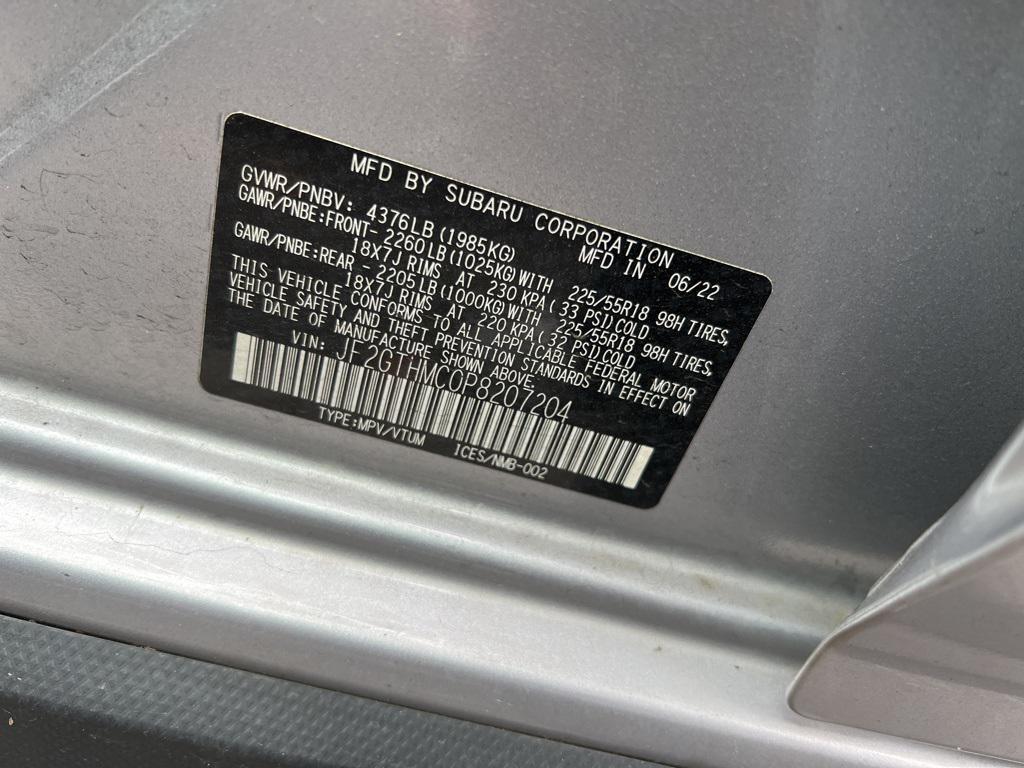 MFD BY SUBARU CORPORATION
GVWR/PNBV: 4376LB(1985KG) MFD IN 06/22
GAWR/PNBE:FRONT- 2260LB(1025KG)WITH 225/55R18 98H TIRES,
18X7J RIMS AT 230 KPA( 33 PSI)COLD
GAWR/PNBE:REAR - 2205LB(1000KG)WITH 225/55R18 98H TIRES,
18X7J RIMS AT 220 KPA( 32 PSI)COLD
THIS VEHICLE CONFORMS TO ALL APPLICABLE FEDERAL MOTOR
VEHICLE SAFETY AND THEFT PREVENTION STANDARDS IN EFFECT ON
THE DATE OF MANUFACTURE SHOWN ABOVE.
VIN: JF2GTHMC0P8207204
TYPE:MPV/VTUM ICES/NMB-002